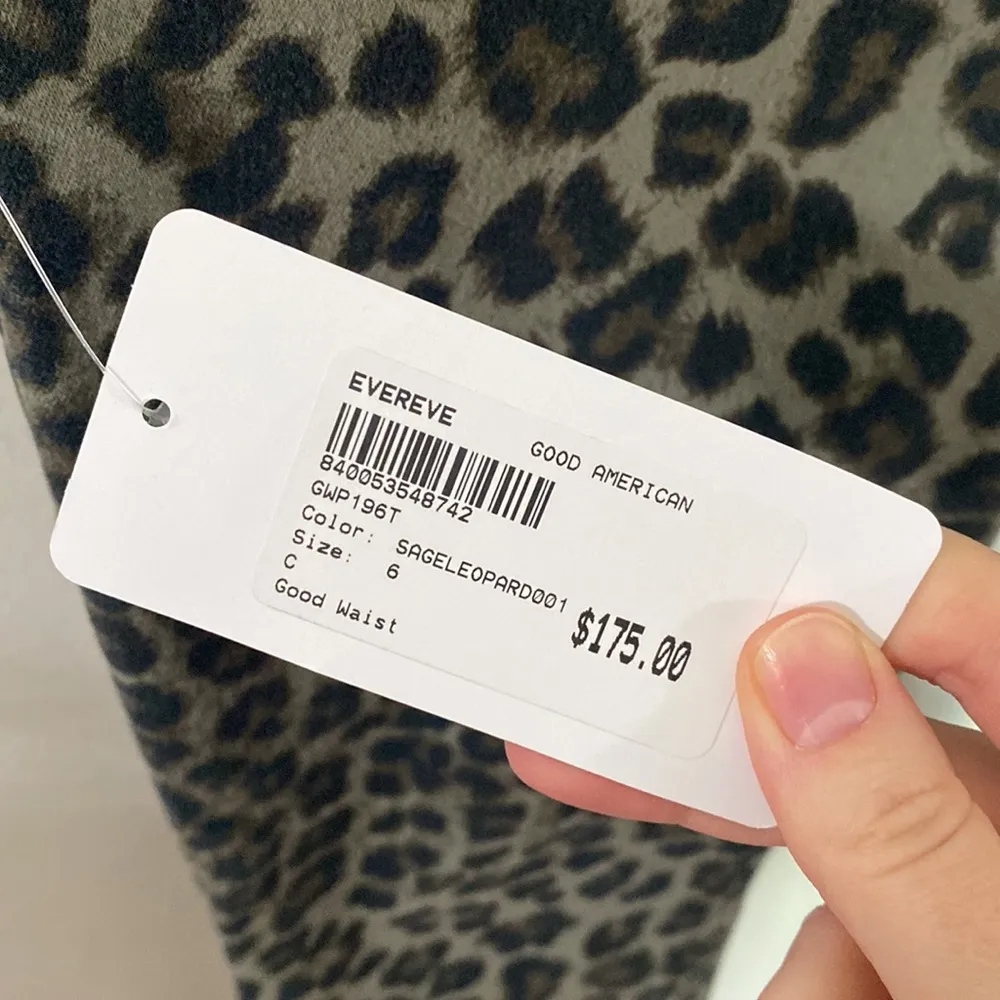 EVEREVE
GOOD AMERICAN
840053548742
GWP196T
Color: SAGELEOPARD001
Size: 6
C
Good Waist
$175.00